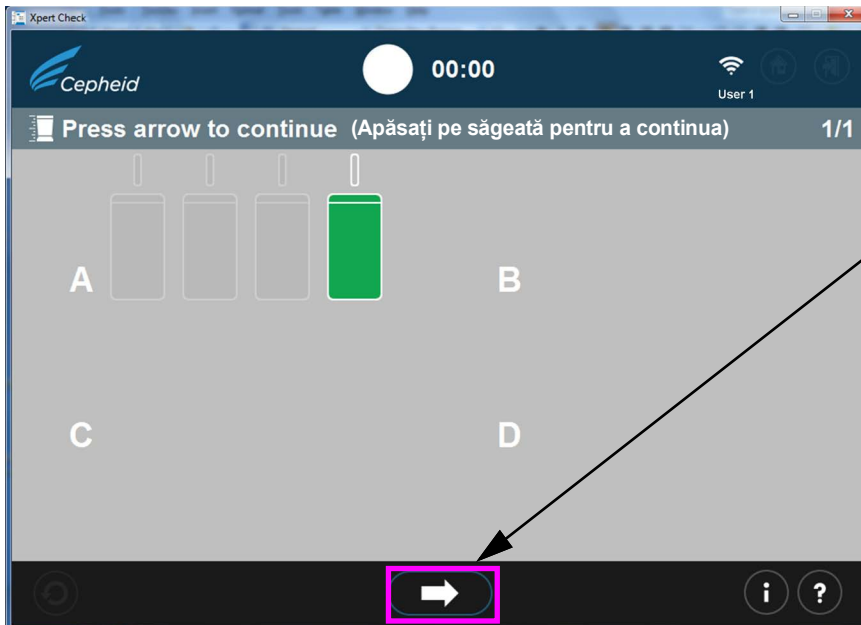 Xpert Check
Cepheid
00:00
User 1
Press arrow to continue (Apăsați pe săgeată pentru a continua) 1/1
A
B
C
D
i ?